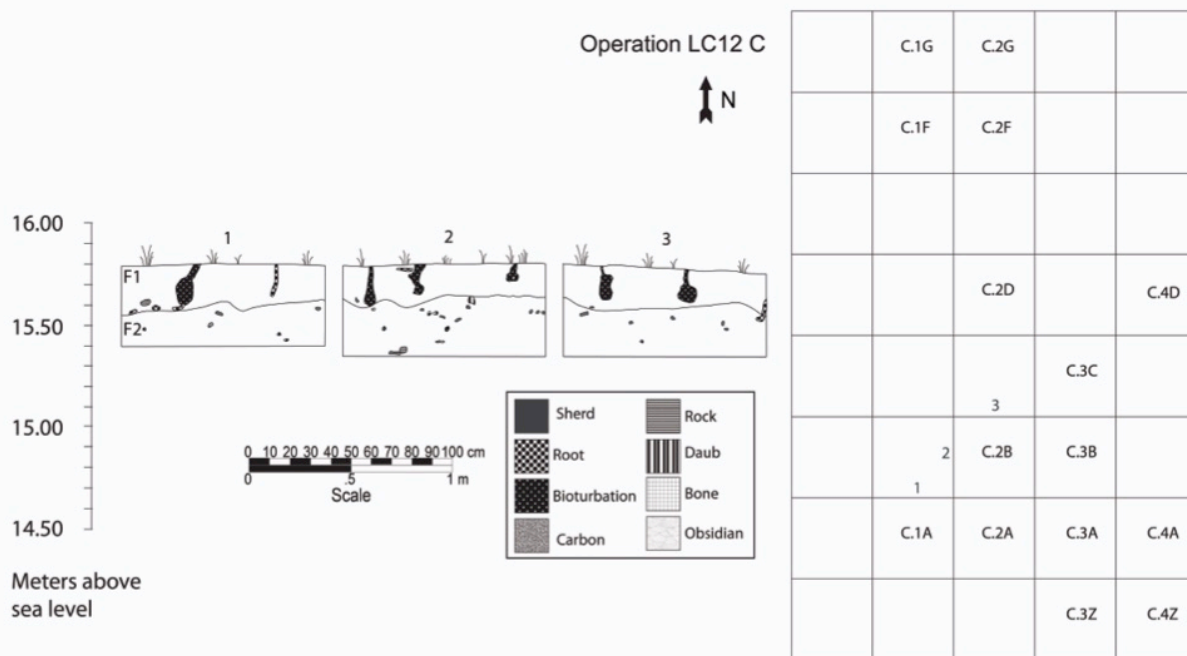 Operation LC12 C
N
16.00
15.50
15.00
14.50
Meters above
sea level
1
2
3
F1
F2
0 10 20 30 40 50 60 70 80 90 100 cm
0 .5 1 m
Scale
Sherd
Root
Bioturbation
Carbon
Rock
Daub
Bone
Obsidian
C.1G C.2G
C.1F C.2F
C.2D C.4D
C.3C
3
2 C.2B C.3B
1
C.1A C.2A C.3A C.4A
C.3Z C.4Z